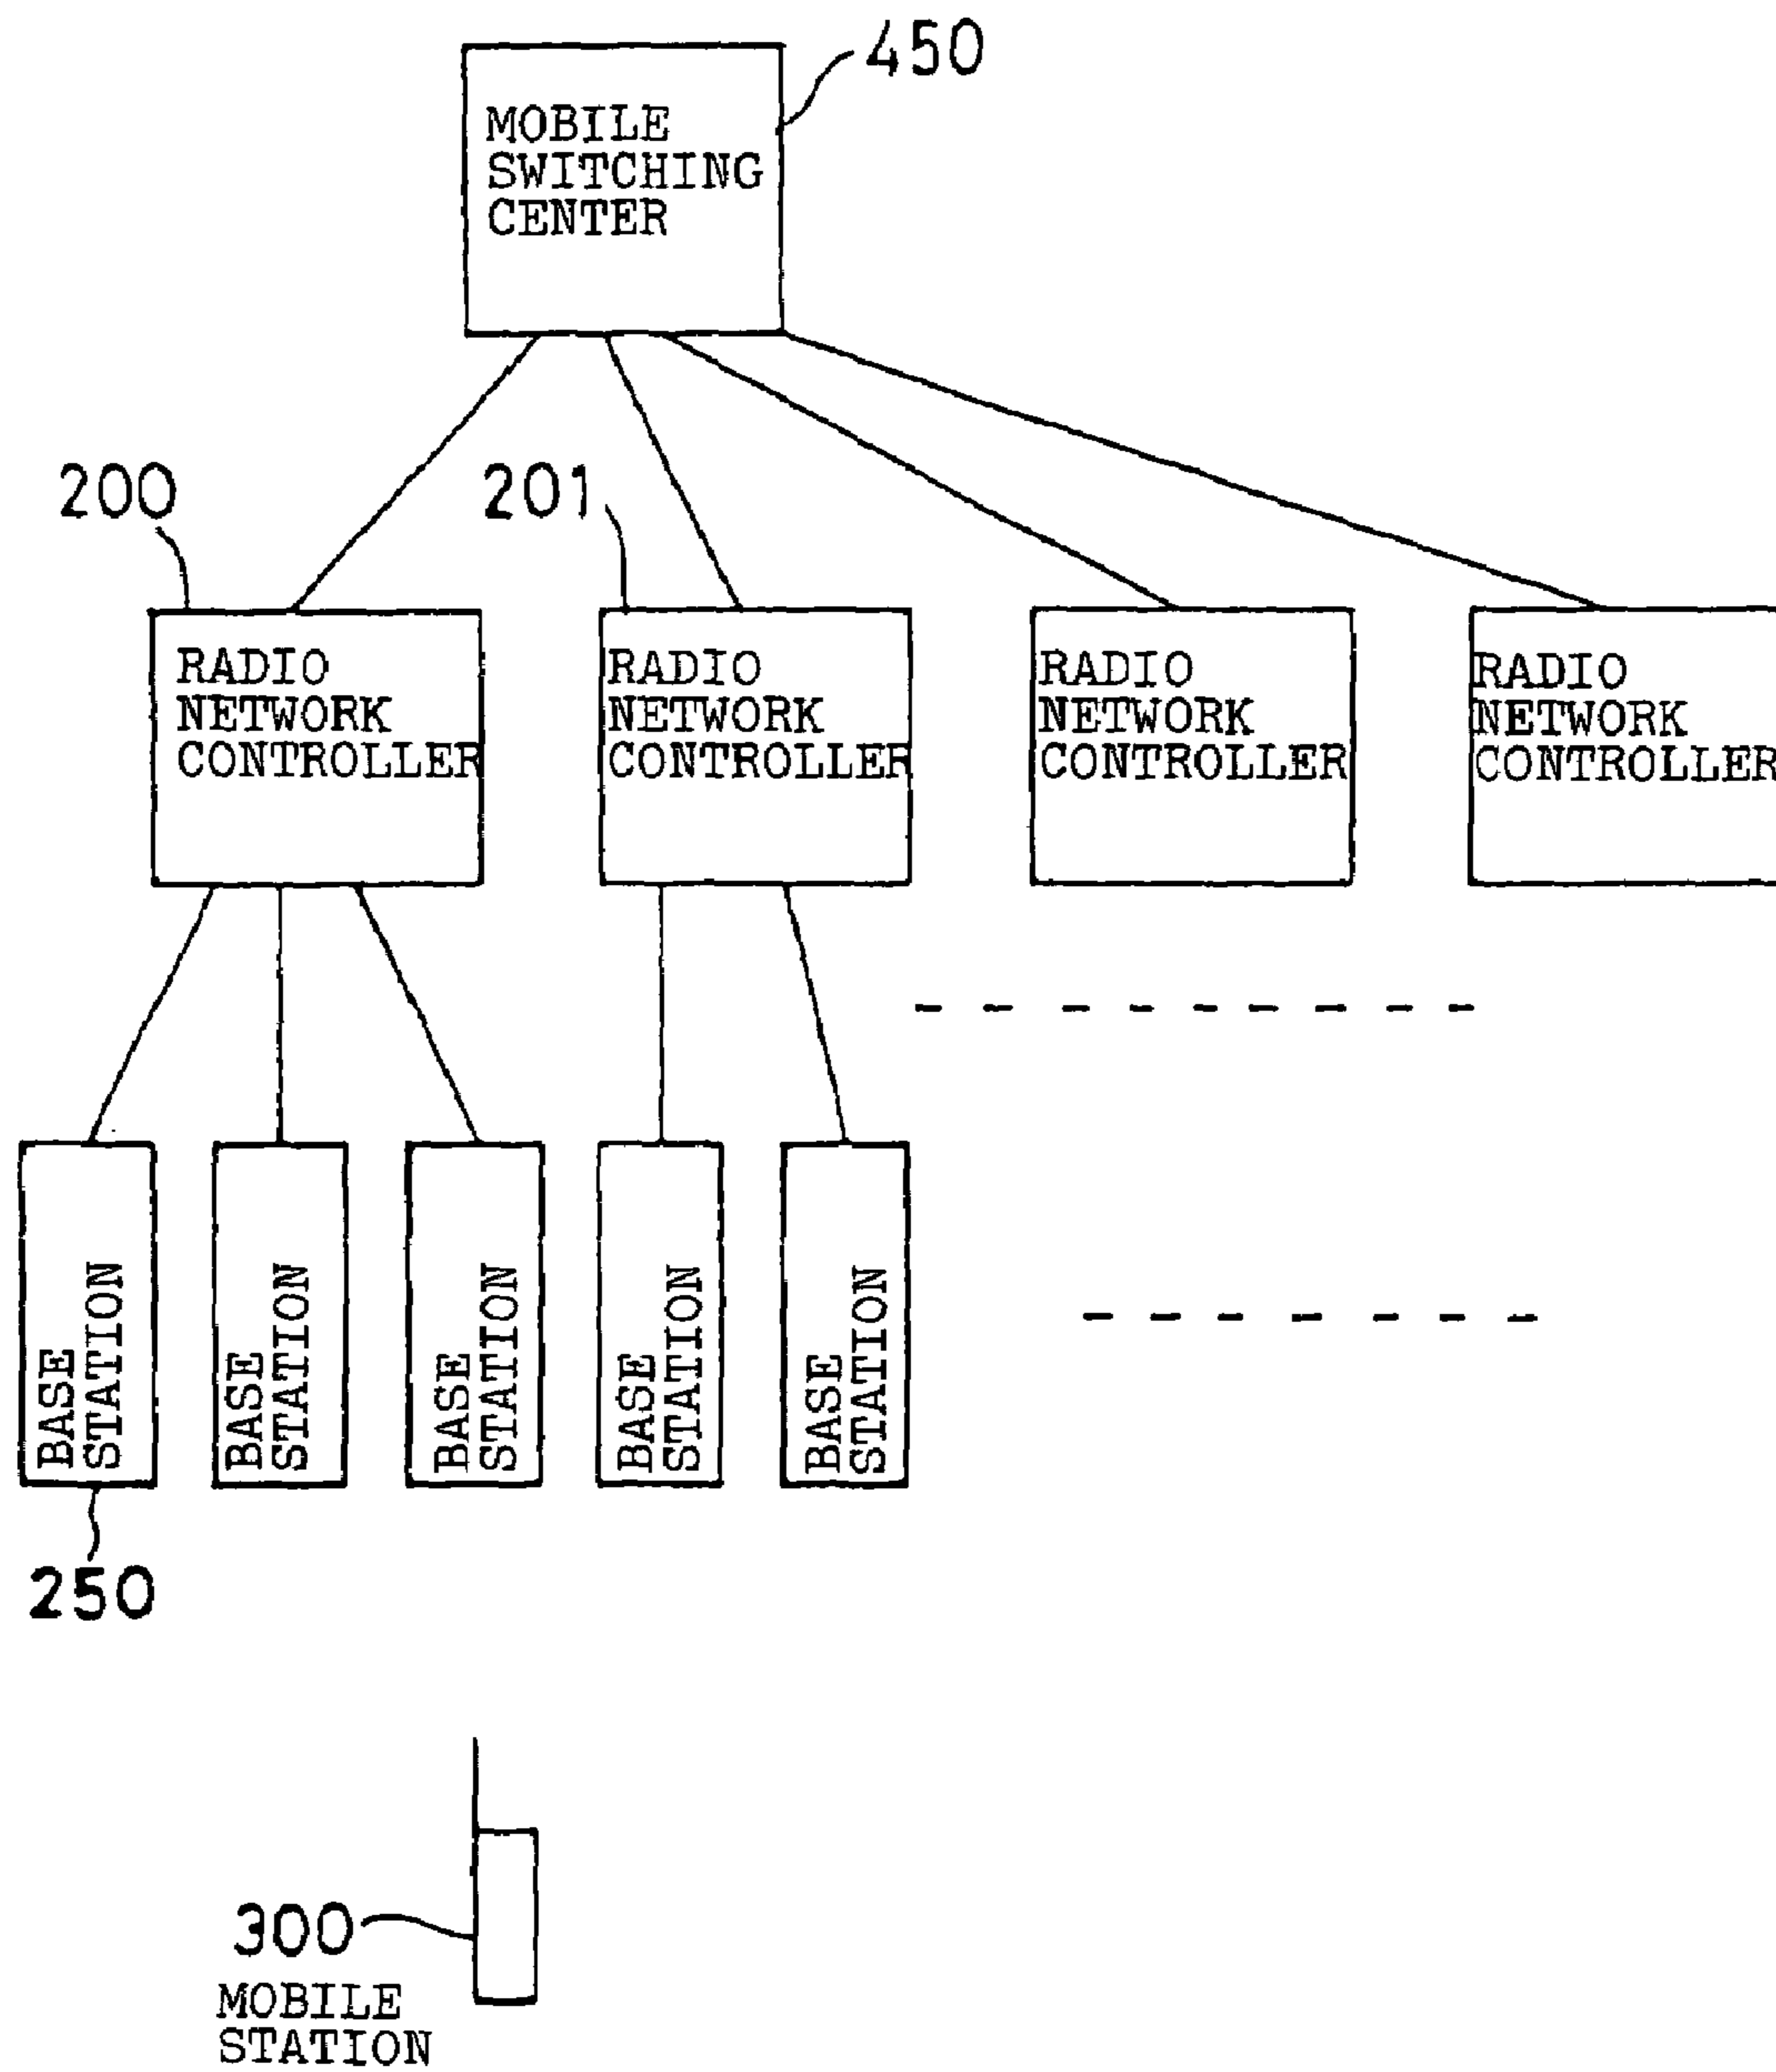 450
MOBILE
SWITCHING
CENTER
200
201
RADIO
NETWORK
CONTROLLER
RADIO
NETWORK
CONTROLLER
RADIO
NETWORK
CONTROLLER
RADIO
NETWORK
CONTROLLER
BASE
STATION
BASE
STATION
BASE
STATION
BASE
STATION
BASE
STATION
250
300
MOBILE
STATION